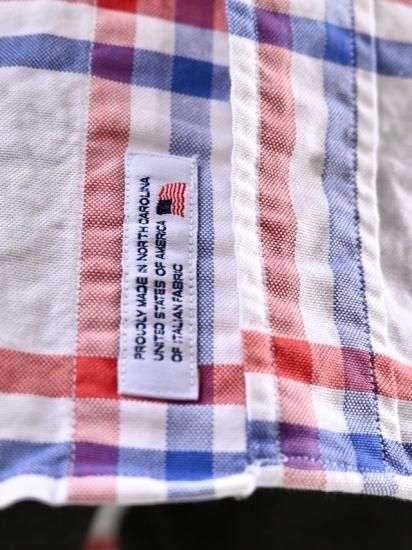 PROUDLY MADE IN NORTH CAROLINA
UNITED STATES OF AMERICA
OF ITALIAN FABRIC